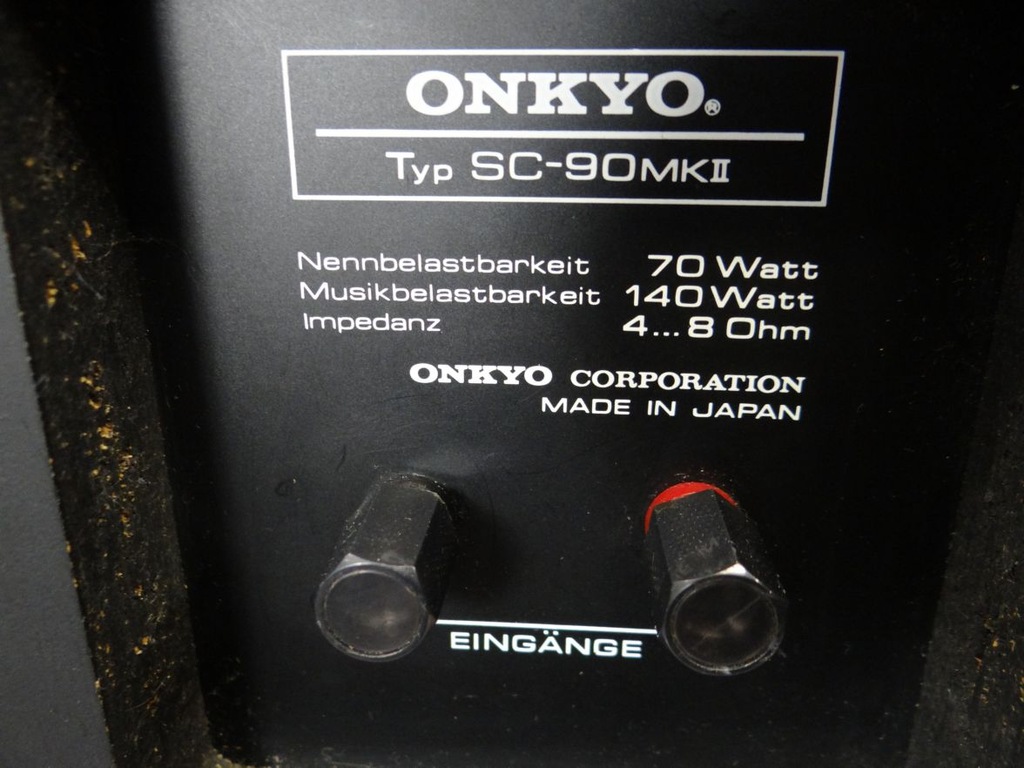 ONKYO®
Typ SC-90MKII
Nennbelastbarkeit 70 Watt
Musikbelastbarkeit 140 Watt
Impedanz 4...8 Ohm
ONKYO CORPORATION
MADE IN JAPAN
EINGÄNGE